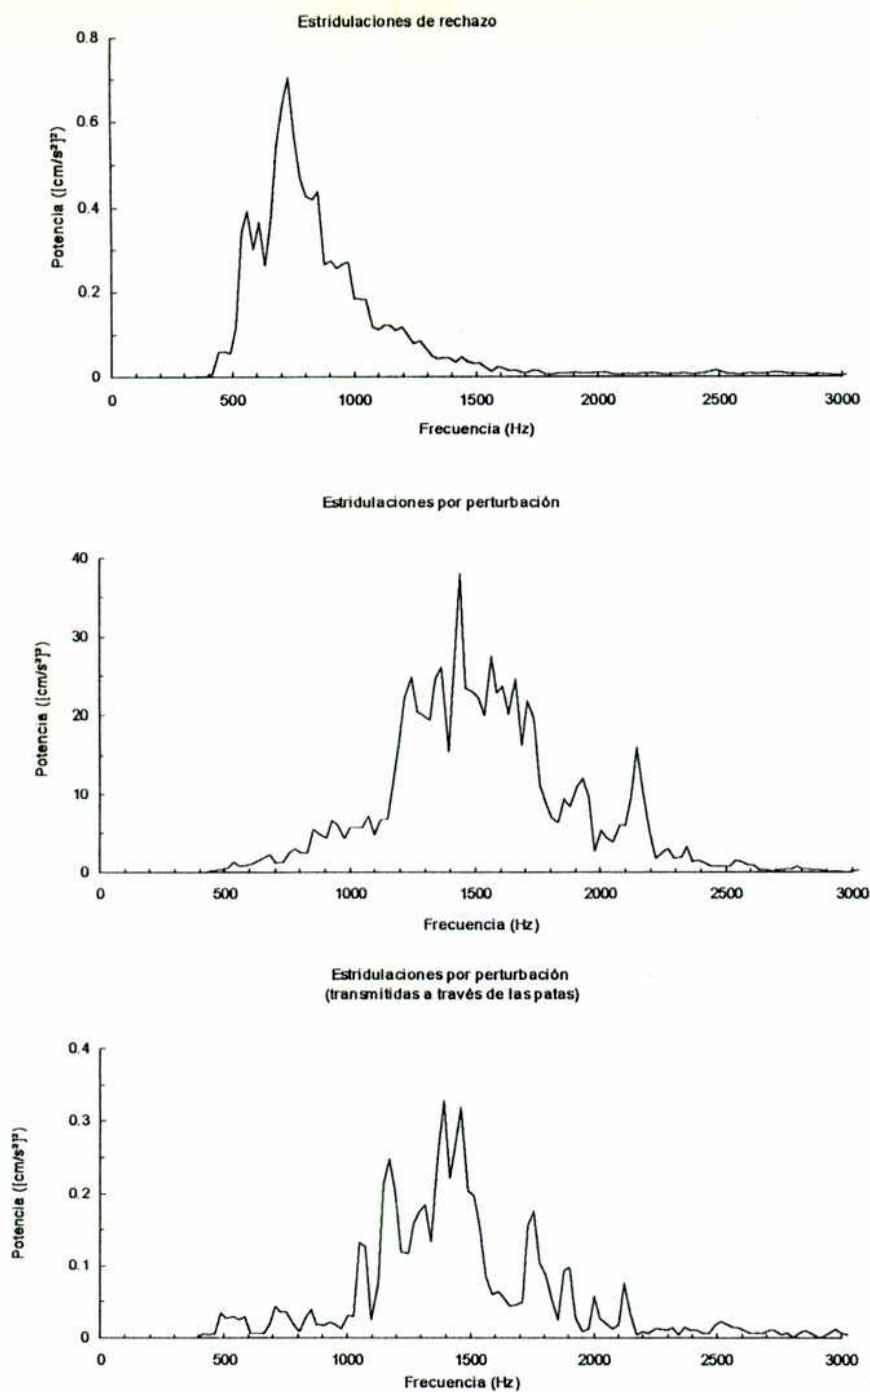 Estridulaciones de rechazo
0.8
0.6
0.4
0.2
0
Potencia ([cm/s²]²)
0 500 1000 1500 2000 2500 3000
Frecuencia (Hz)
Estridulaciones por perturbación
40
30
20
10
0
Potencia ([cm/s²]²)
0 500 1000 1500 2000 2500 3000
Frecuencia (Hz)
Estridulaciones por perturbación
(transmitidas a través de las patas)
0.4
0.3
0.2
0.1
0
Potencia ([cm/s²]²)
0 500 1000 1500 2000 2500 3000
Frecuencia (Hz)